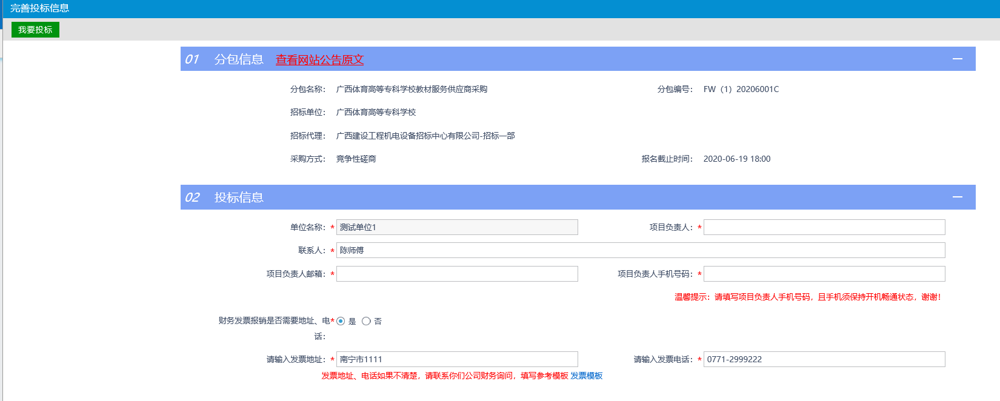 完善投标信息
我要投标
01 分包信息 查看网站公告原文
分包名称： 广西体育高等专科学校教材服务供应商采购 分包编号： FW（1）20206001C
招标单位： 广西体育高等专科学校
招标代理： 广西建设工程机电设备招标中心有限公司-招标一部
采购方式： 竞争性磋商 报名截止时间： 2020-06-19 18:00
02 投标信息
单位名称：* 测试单位1 项目负责人：*
联系人：* 陈师傅
项目负责人邮箱：* 项目负责人手机号码：*
温馨提示：请填写项目负责人手机号码，且手机须保持开机畅通状态，谢谢！
财务发票报销是否需要地址、电* 是 否
话：
请输入发票地址：* 南宁市1111 请输入发票电话：* 0771-2999222
发票地址、电话如果不清楚，请联系你们公司财务询问，填写参考模板 发票模板